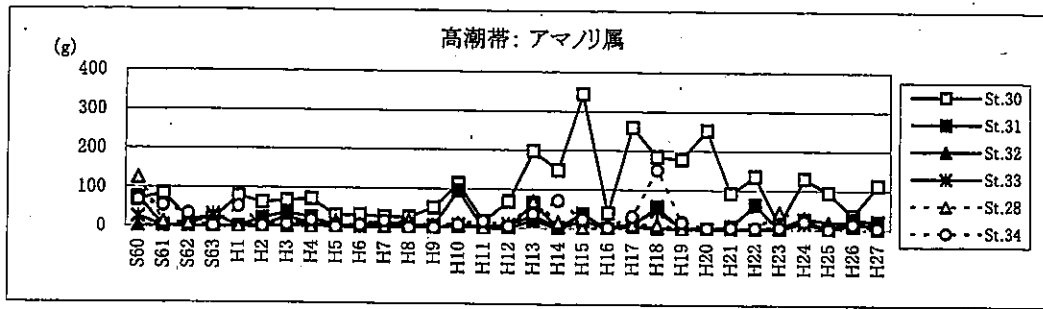 高潮帯: アマノリ属
(g)
400
300
200
100
0
S60 S61 S62 S63 H1 H2 H3 H4 H5 H6 H7 H8 H9 H10 H11 H12 H13 H14 H15 H16 H17 H18 H19 H20 H21 H22 H23 H24 H25 H26 H27
St.30
St.31
St.32
St.33
St.28
St.34